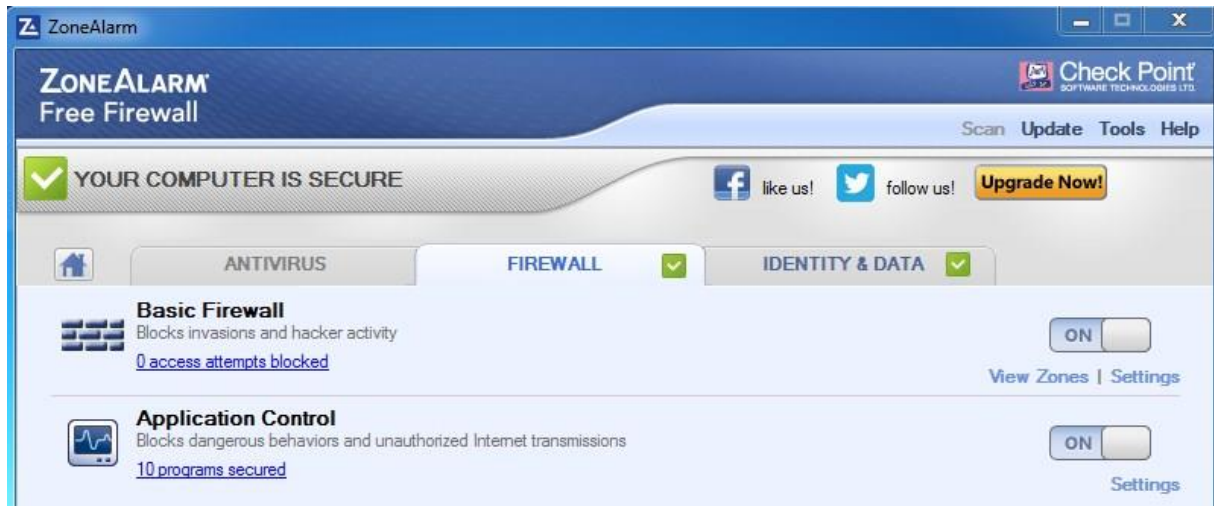 ZoneAlarm
ZONEALARM
Check Point
SOFTWARE TECHNOLOGIES LTD.
Free Firewall
Scan Update Tools Help
YOUR COMPUTER IS SECURE
like us! follow us! Upgrade Now!
ANTIVIRUS FIREWALL IDENTITY & DATA
Basic Firewall
Blocks invasions and hacker activity
ON
0 access attempts blocked
View Zones | Settings
Application Control
Blocks dangerous behaviors and unauthorized Internet transmissions
ON
10 programs secured
Settings